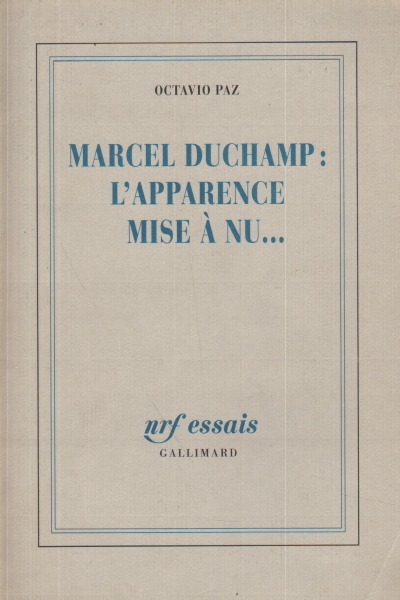 OCTAVIO PAZ
MARCEL DUCHAMP :
L'APPARENCE
MISE À NU...
nrf essais
GALLIMARD